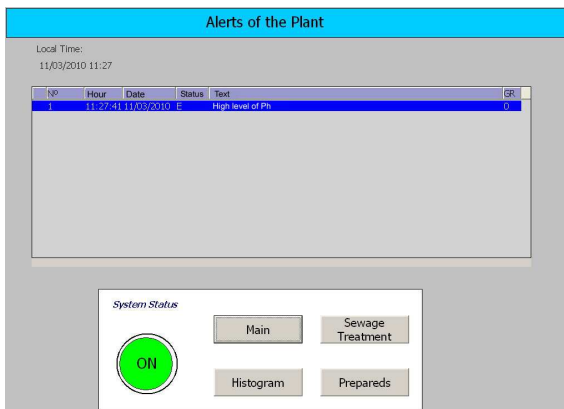 Alerts of the Plant
Local Time:
11/03/2010 11:27
Nº Hour Date Status Text GR
1 11:27:41 11/03/2010 E High level of Ph 0
System Status
ON
Main
Sewage
Treatment
Histogram
Prepareds